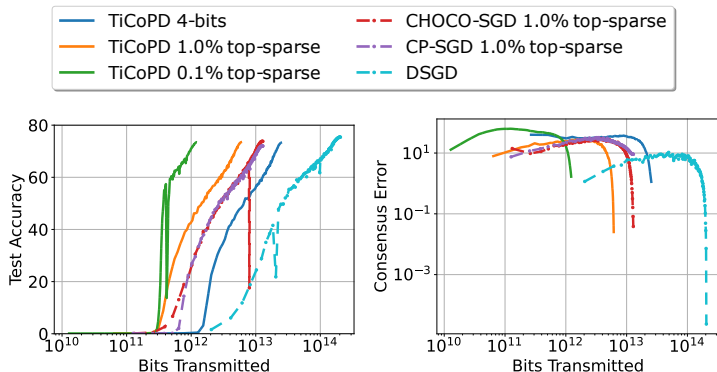 TiCoPD 4-bits
TiCoPD 1.0% top-sparse
TiCoPD 0.1% top-sparse
CHOCO-SGD 1.0% top-sparse
CP-SGD 1.0% top-sparse
DSGD
80
60
40
20
0
Test Accuracy
10^10 10^11 10^12 10^13 10^14
Bits Transmitted
10^1
10^−1
10^−3
Consensus Error
10^10 10^11 10^12 10^13 10^14
Bits Transmitted